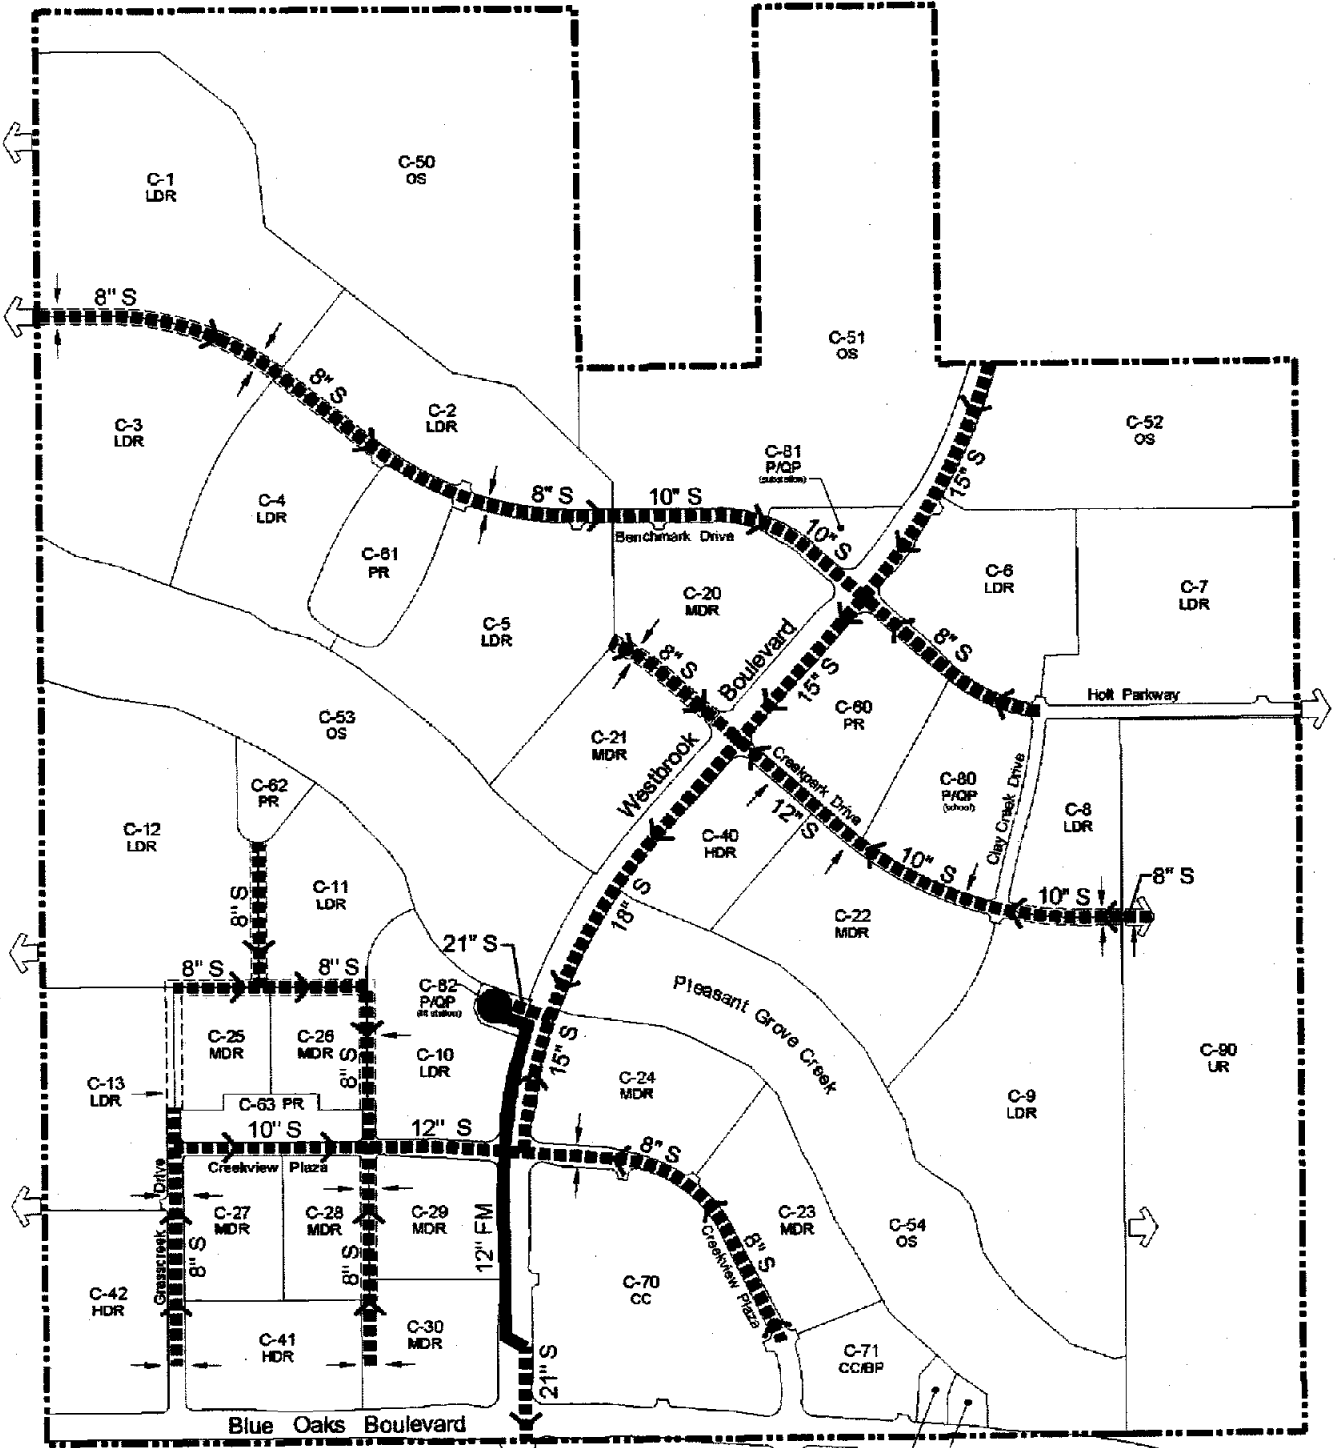 C-50
OS
C-1
LDR
8" S
C-51
OS
8" S
C-2
LDR
C-3
LDR
C-52
OS
C-81
P/QP
(substation)
15" S
C-4
LDR
8" S
10" S
Benchmark Drive
10" S
C-61
PR
C-6
LDR
C-7
LDR
C-20
MDR
C-5
LDR
8" S
8" S
Westbrook Boulevard
15" S
Holt Parkway
C-60
PR
C-53
OS
C-21
MDR
C-62
PR
Creekpark Drive
C-80
P/QP
(school)
Clay Creek Drive
C-8
LDR
12" S
C-12
LDR
C-40
HDR
10" S
8" S
10" S
C-11
LDR
8" S
18" S
C-22
MDR
21" S
8" S
8" S
C-82
P/QP
(lift station)
Pleasant Grove Creek
C-25
MDR
C-26
MDR
8" S
15" S
C-10
LDR
C-90
UR
C-13
LDR
C-24
MDR
C-63 PR
C-9
LDR
10" S
12" S
8" S
Creekview Plaza
Grasscreek Drive
C-27
MDR
C-28
MDR
C-29
MDR
C-23
MDR
C-54
OS
8" S
8" S
12" FM
8" S
Creekview Plaza
C-70
CC
C-42
HDR
C-41
HDR
C-30
MDR
C-71
CC/BP
21" S
Blue Oaks Boulevard